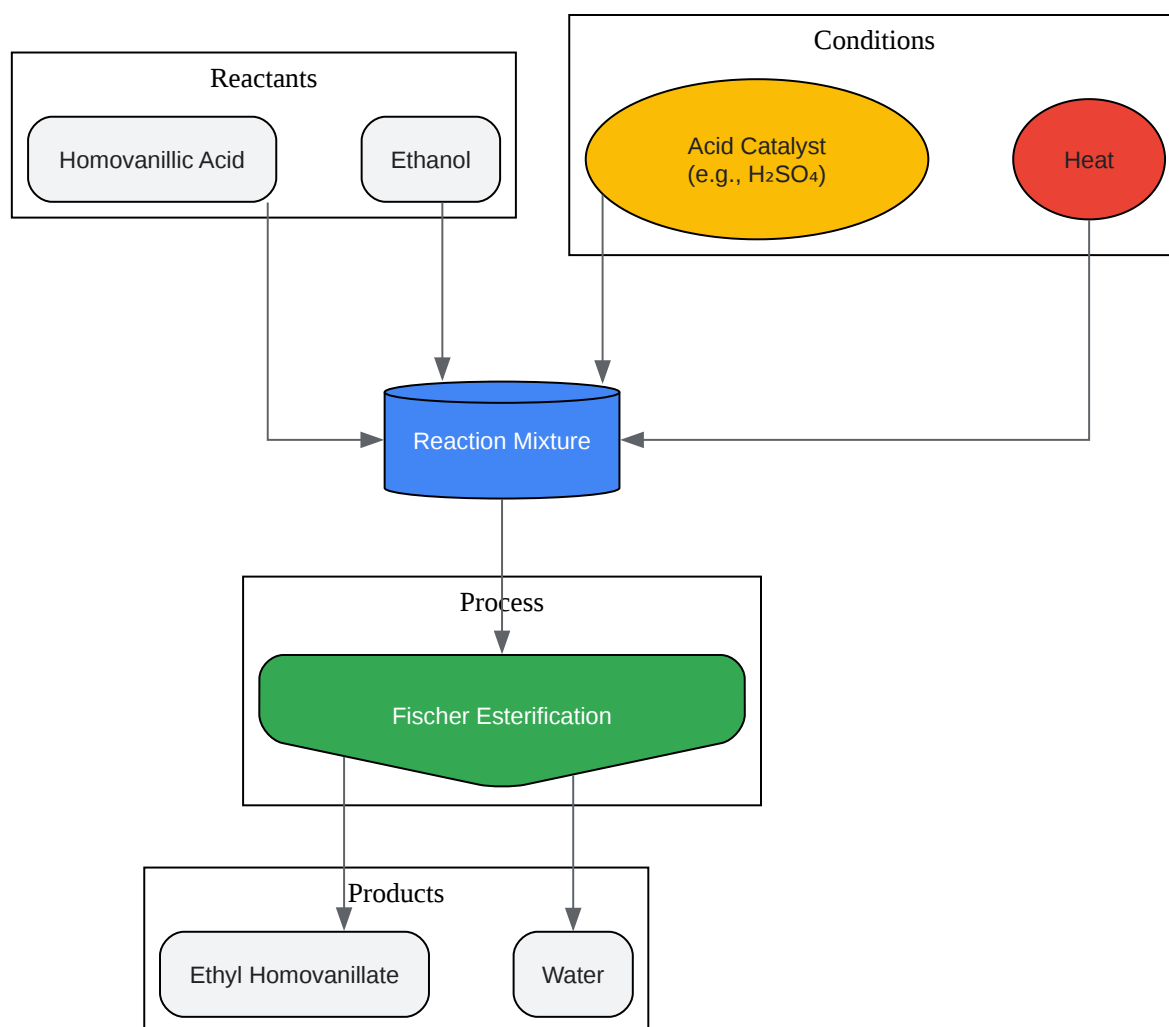 Reactants
Homovanillic Acid
Ethanol
Conditions
Acid Catalyst
(e.g., H₂SO₄)
Heat
Reaction Mixture
Process
Fischer Esterification
Products
Ethyl Homovanillate
Water